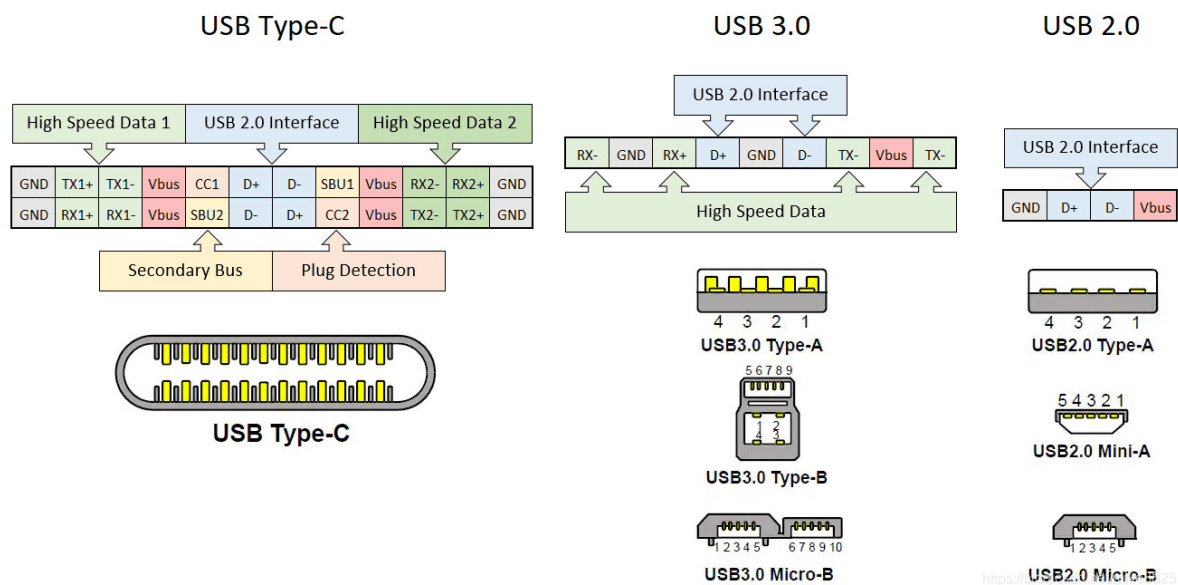 USB Type-C
USB 3.0
USB 2.0
High Speed Data 1
USB 2.0 Interface
High Speed Data 2
GND TX1+ TX1- Vbus CC1 D+ D- SBU1 Vbus RX2- RX2+ GND
GND RX1+ RX1- Vbus SBU2 D- D+ CC2 Vbus TX2- TX2+ GND
Secondary Bus
Plug Detection
USB Type-C
USB 2.0 Interface
RX- GND RX+ D+ GND D- TX- Vbus TX-
High Speed Data
4 3 2 1
USB3.0 Type-A
5 6 7 8 9
1 2
4 3
USB3.0 Type-B
1 2 3 4 5 6 7 8 9 10
USB3.0 Micro-B
USB 2.0 Interface
GND D+ D- Vbus
4 3 2 1
USB2.0 Type-A
5 4 3 2 1
USB2.0 Mini-A
1 2 3 4 5
USB2.0 Micro-B